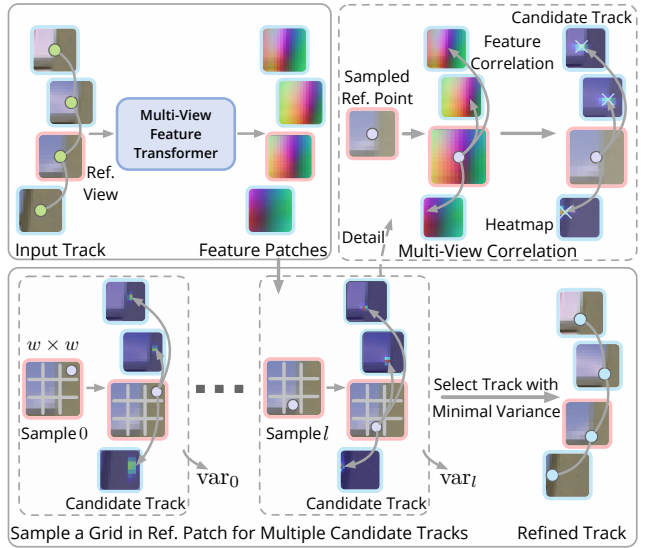 Multi-View
Feature
Transformer
Ref.
View
Input Track
Feature Patches
Candidate Track
Feature
Correlation
Sampled
Ref. Point
Heatmap
Detail
Multi-View Correlation
w × w
Sample 0
var₀
Candidate Track
Sample l
varₗ
Candidate Track
Select Track with
Minimal Variance
Sample a Grid in Ref. Patch for Multiple Candidate Tracks
Refined Track